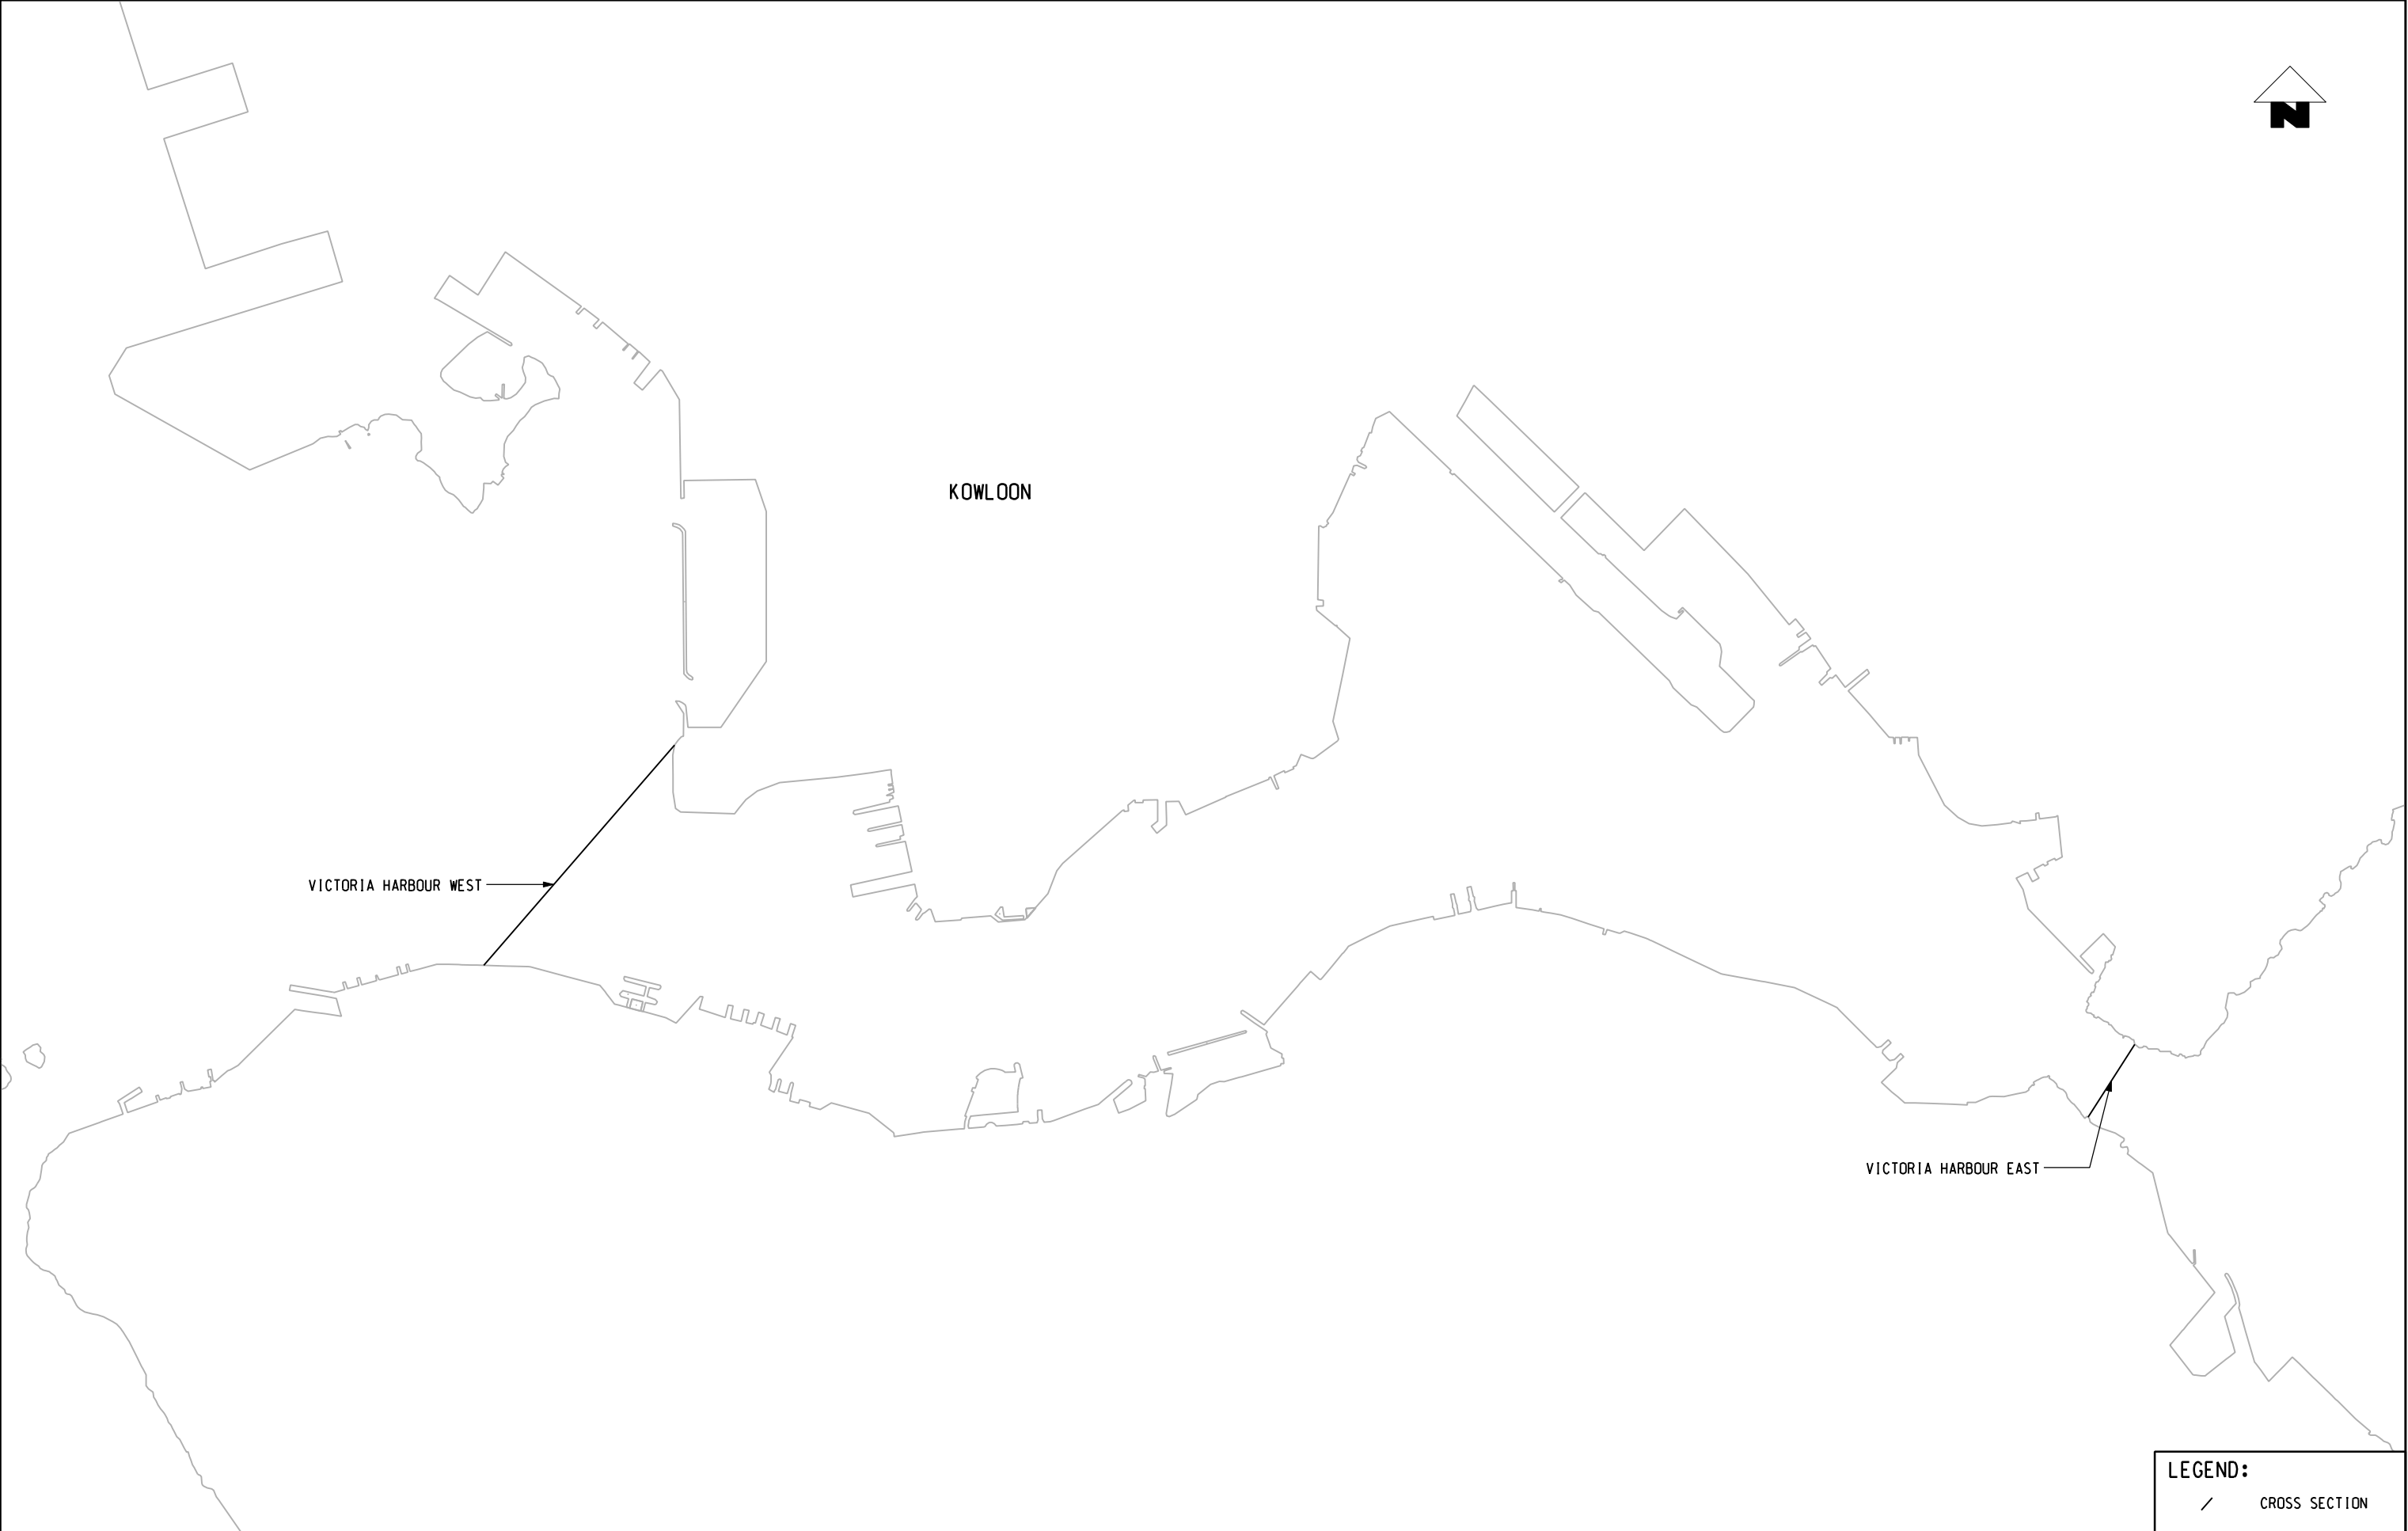 N
KOWLOON
VICTORIA HARBOUR WEST
VICTORIA HARBOUR EAST
LEGEND:
CROSS SECTION